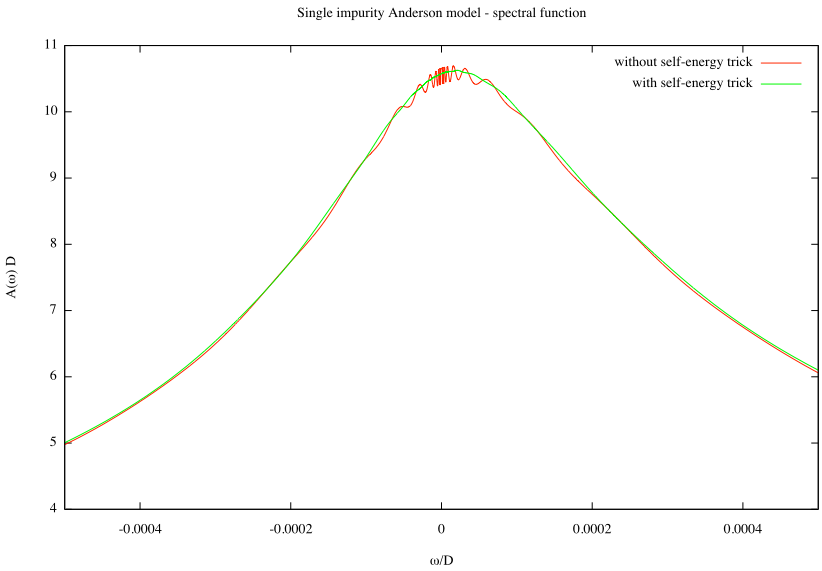 Single impurity Anderson model - spectral function
without self-energy trick
with self-energy trick
A(ω) D
11
10
9
8
7
6
5
4
-0.0004
-0.0002
0
0.0002
0.0004
ω/D